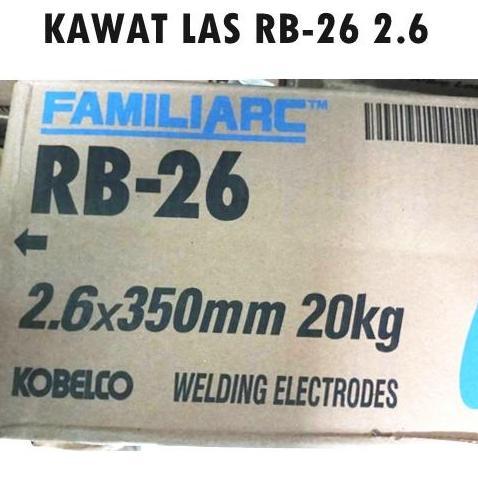 KAWAT LAS RB-26 2.6
FAMILIARC™
RB-26
2.6x350mm 20kg
KOBELCO WELDING ELECTRODES